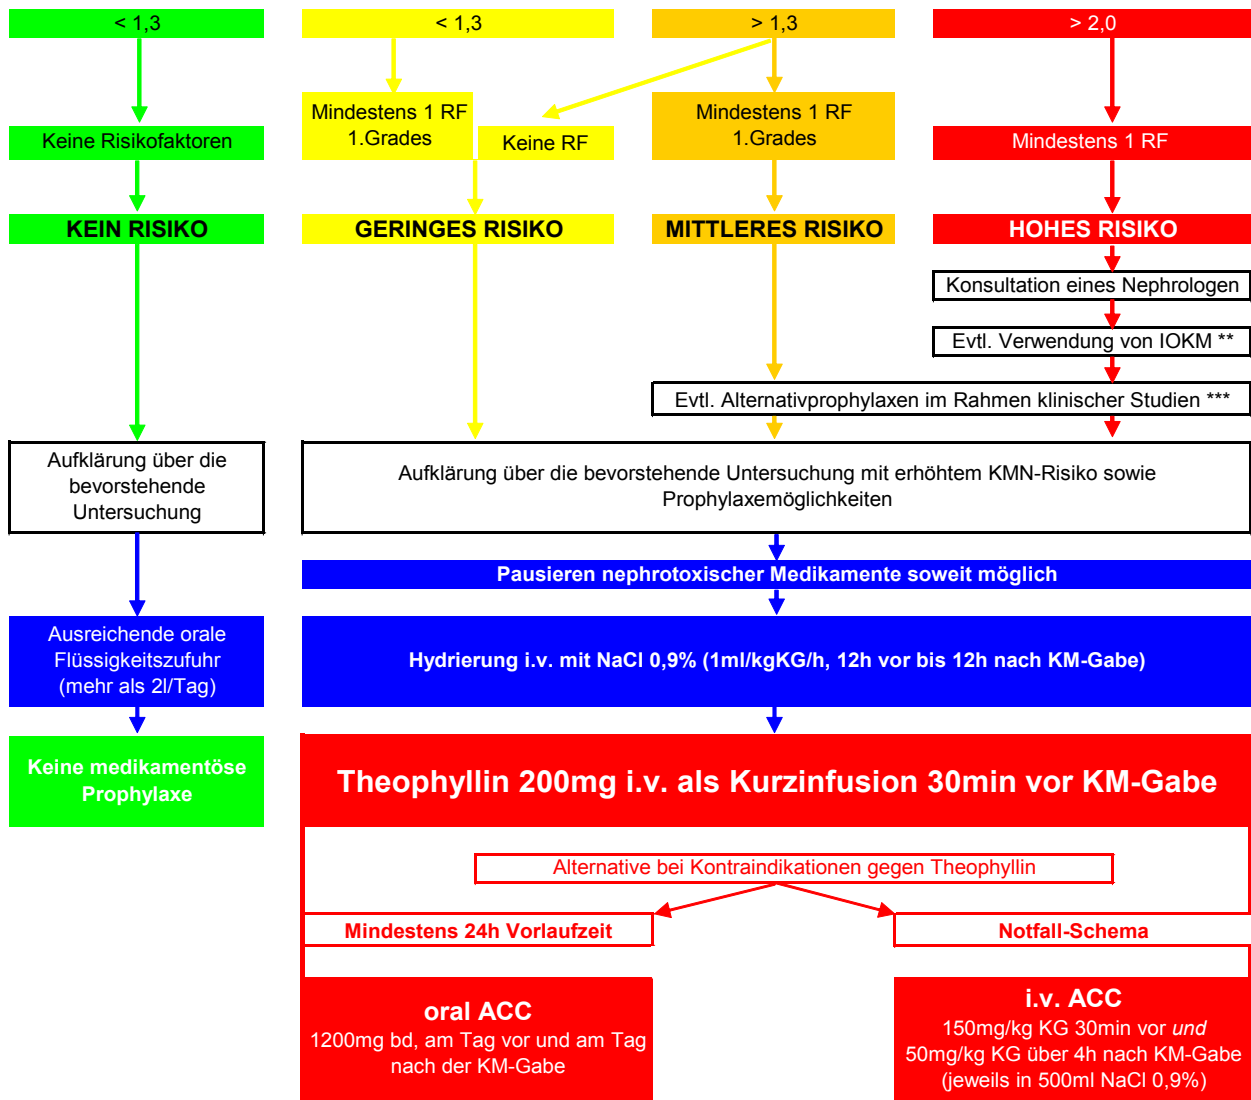 < 1,3
< 1,3
> 1,3
> 2,0
Keine Risikofaktoren
Mindestens 1 RF
1.Grades
Keine RF
Mindestens 1 RF
1.Grades
Mindestens 1 RF
KEIN RISIKO
GERINGES RISIKO
MITTLERES RISIKO
HOHES RISIKO
Konsultation eines Nephrologen
Evtl. Verwendung von IOKM **
Evtl. Alternativprophylaxen im Rahmen klinischer Studien ***
Aufklärung über die
bevorstehende
Untersuchung
Aufklärung über die bevorstehende Untersuchung mit erhöhtem KMN-Risiko sowie
Prophylaxemöglichkeiten
Pausieren nephrotoxischer Medikamente soweit möglich
Ausreichende orale
Flüssigkeitszufuhr
(mehr als 2l/Tag)
Hydrierung i.v. mit NaCl 0,9% (1ml/kgKG/h, 12h vor bis 12h nach KM-Gabe)
Keine medikamentöse
Prophylaxe
Theophyllin 200mg i.v. als Kurzinfusion 30min vor KM-Gabe
Alternative bei Kontraindikationen gegen Theophyllin
Mindestens 24h Vorlaufzeit
Notfall-Schema
oral ACC
1200mg bd, am Tag vor und am Tag
nach der KM-Gabe
i.v. ACC
150mg/kg KG 30min vor und
50mg/kg KG über 4h nach KM-Gabe
(jeweils in 500ml NaCl 0,9%)